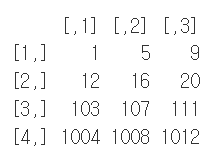 [,1] [,2] [,3]
[1,] 1 5 9
[2,] 12 16 20
[3,] 103 107 111
[4,] 1004 1008 1012